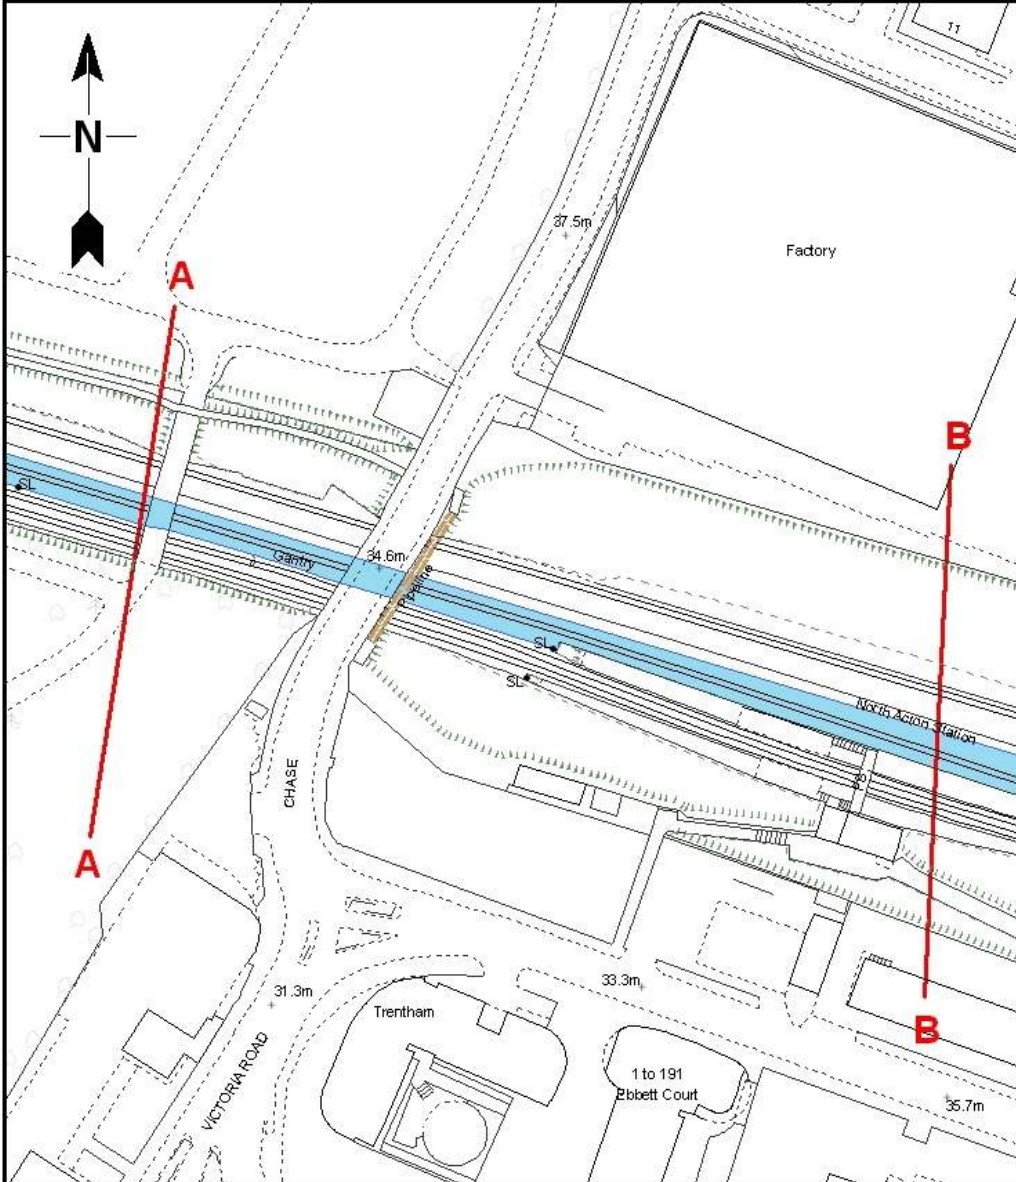 11
N
37.5m
Factory
A
B
SL
34.6m
Gantry
Pipeline
SL
SL
North Acton Station
FB
CHASE
A
31.3m
33.3m
Trentham
B
VICTORIA ROAD
1 to 191
Ebbett Court
35.7m